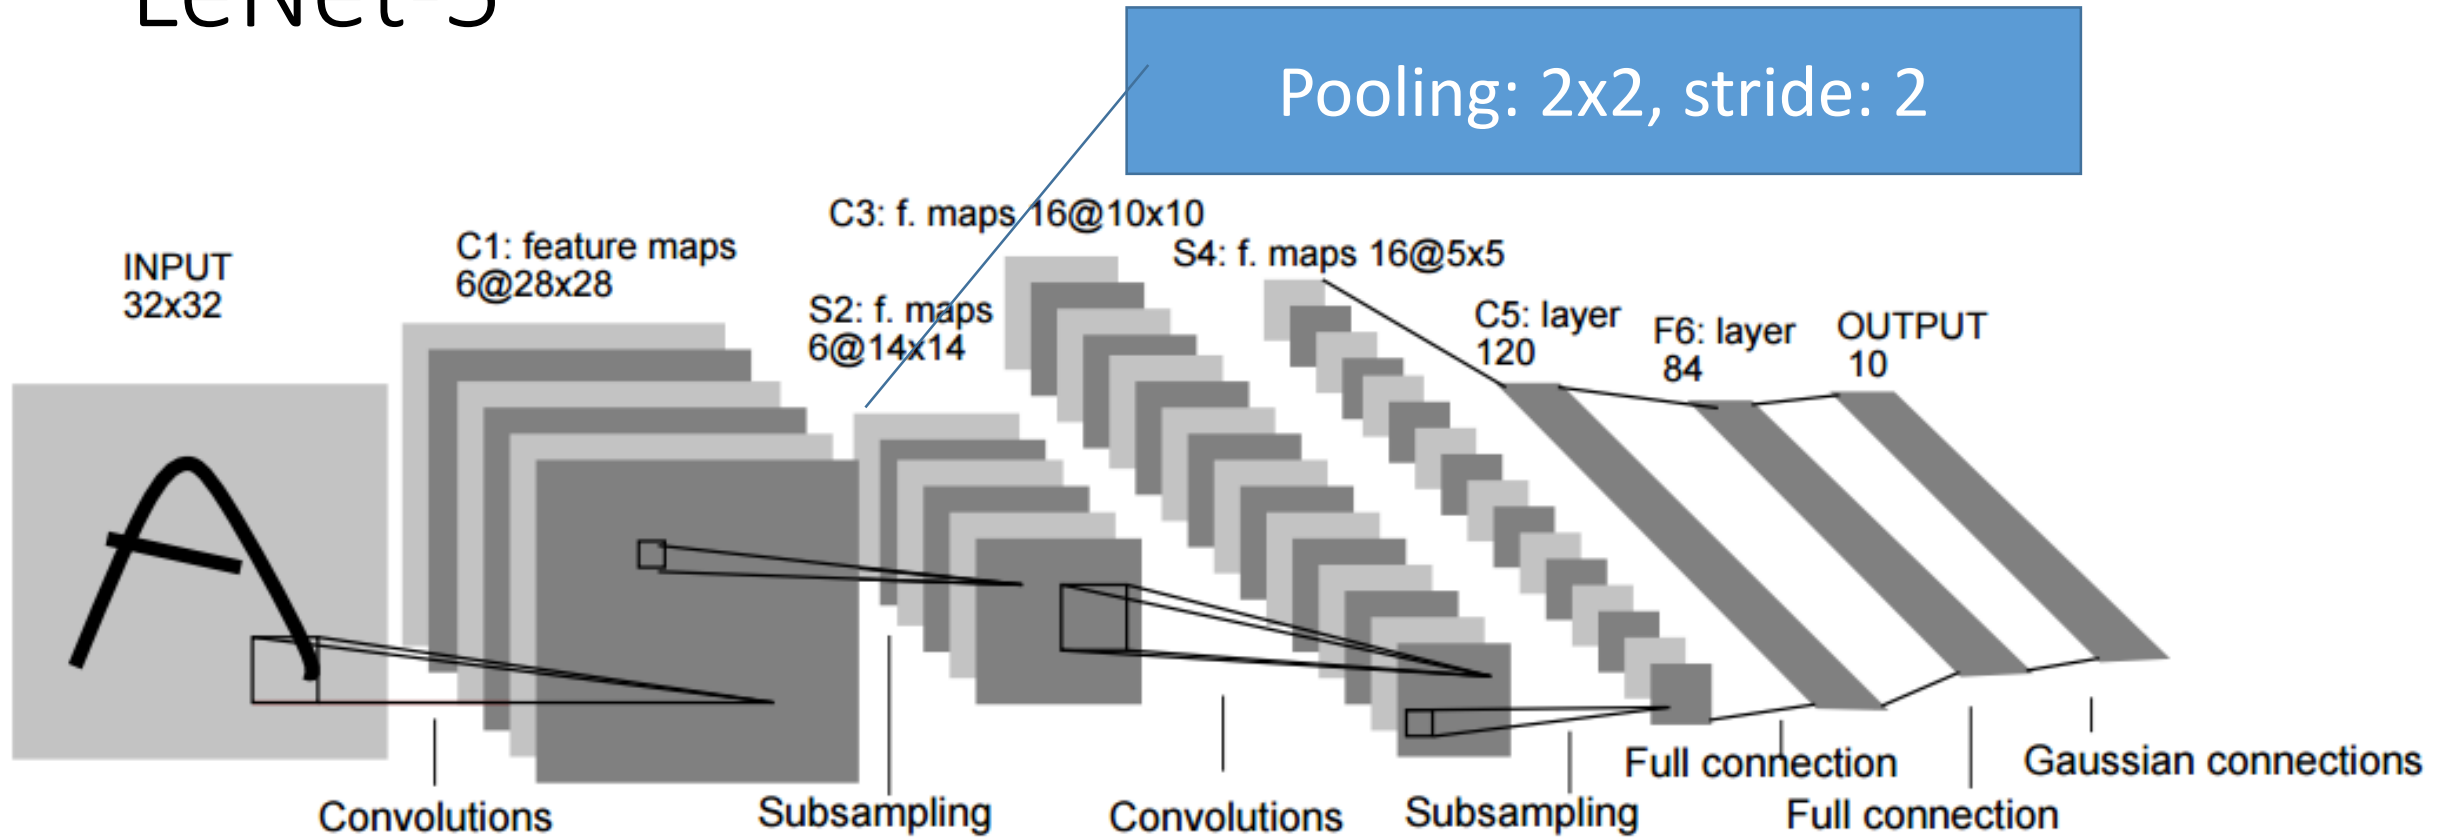 LeNet-5
Pooling: 2x2, stride: 2
C3: f. maps 16@10x10
INPUT
32x32
C1: feature maps
6@28x28
S2: f. maps
6@14x14
S4: f. maps 16@5x5
C5: layer
120
F6: layer
84
OUTPUT
10
Convolutions
Subsampling
Convolutions
Subsampling
Full connection
Full connection
Gaussian connections
A